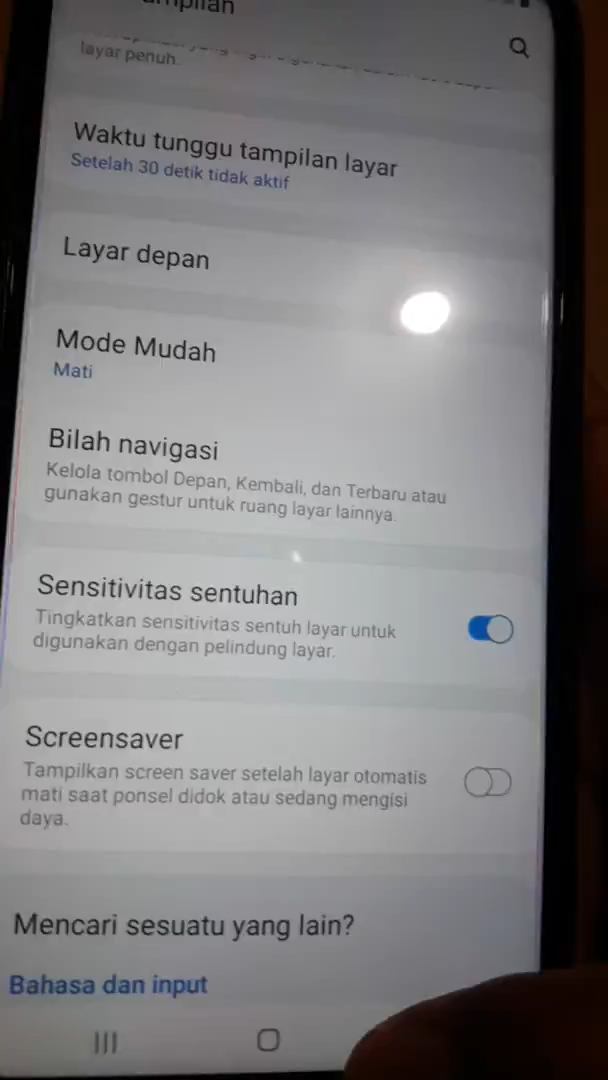 layar penuh.
Waktu tunggu tampilan layar
Setelah 30 detik tidak aktif
Layar depan
Mode Mudah
Mati
Bilah navigasi
Kelola tombol Depan, Kembali, dan Terbaru atau
gunakan gestur untuk ruang layar lainnya.
Sensitivitas sentuhan
Tingkatkan sensitivitas sentuh layar untuk
digunakan dengan pelindung layar.
Screensaver
Tampilkan screen saver setelah layar otomatis
mati saat ponsel didok atau sedang mengisi
daya.
Mencari sesuatu yang lain?
Bahasa dan input